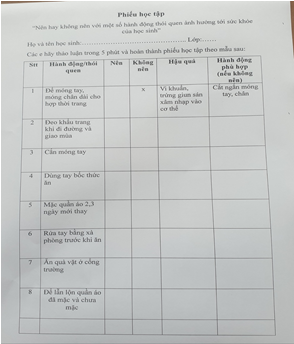 Phiếu học tập
"Nên hay không nên với một số hành động thói quen ảnh hưởng tới sức khỏe
của học sinh"
Họ và tên học sinh:.................................................. Lớp:......
Các e hãy thảo luận trong 5 phút và hoàn thành phiếu học tập theo mẫu sau:
Stt Hành động/thói quen Nên Không nên Hậu quả Hành động phù hợp (nếu không nên)
1 Để móng tay, móng chân dài cho hợp thời trang x Vi khuẩn, trứng giun sán xâm nhập vào cơ thể Cắt ngắn móng tay, chân
2 Đeo khẩu trang khi đi đường và giao mùa
3 Cắn móng tay
4 Dùng tay bốc thức ăn
5 Mặc quần áo 2,3 ngày mới thay
6 Rửa tay bằng xà phòng trước khi ăn
7 Ăn quà vặt ở cổng trường
8 Để lẫn lộn quần áo đã mặc và chưa mặc